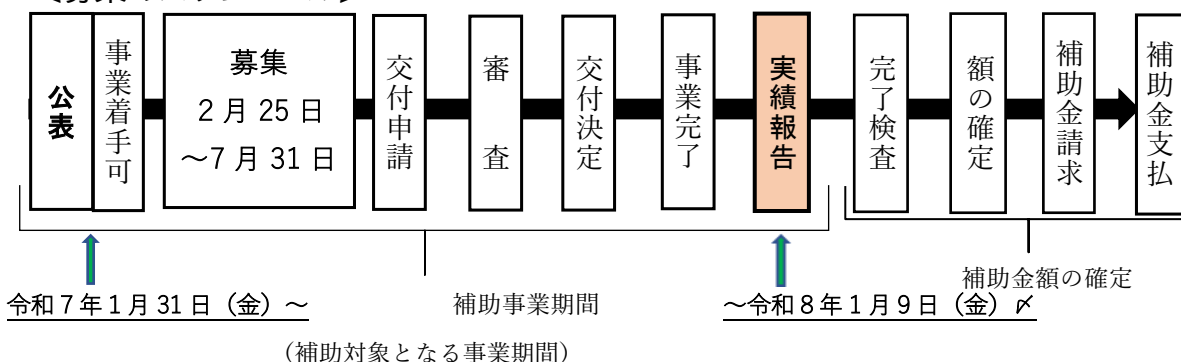 公表
事業着手可
募集
2月25日
～7月31日
交付申請
審査
交付決定
事業完了
実績報告
完了検査
額の確定
補助金請求
補助金支払
令和7年1月31日（金）～
補助事業期間
（補助対象となる事業期間）
～令和8年1月9日（金）〆
補助金額の確定